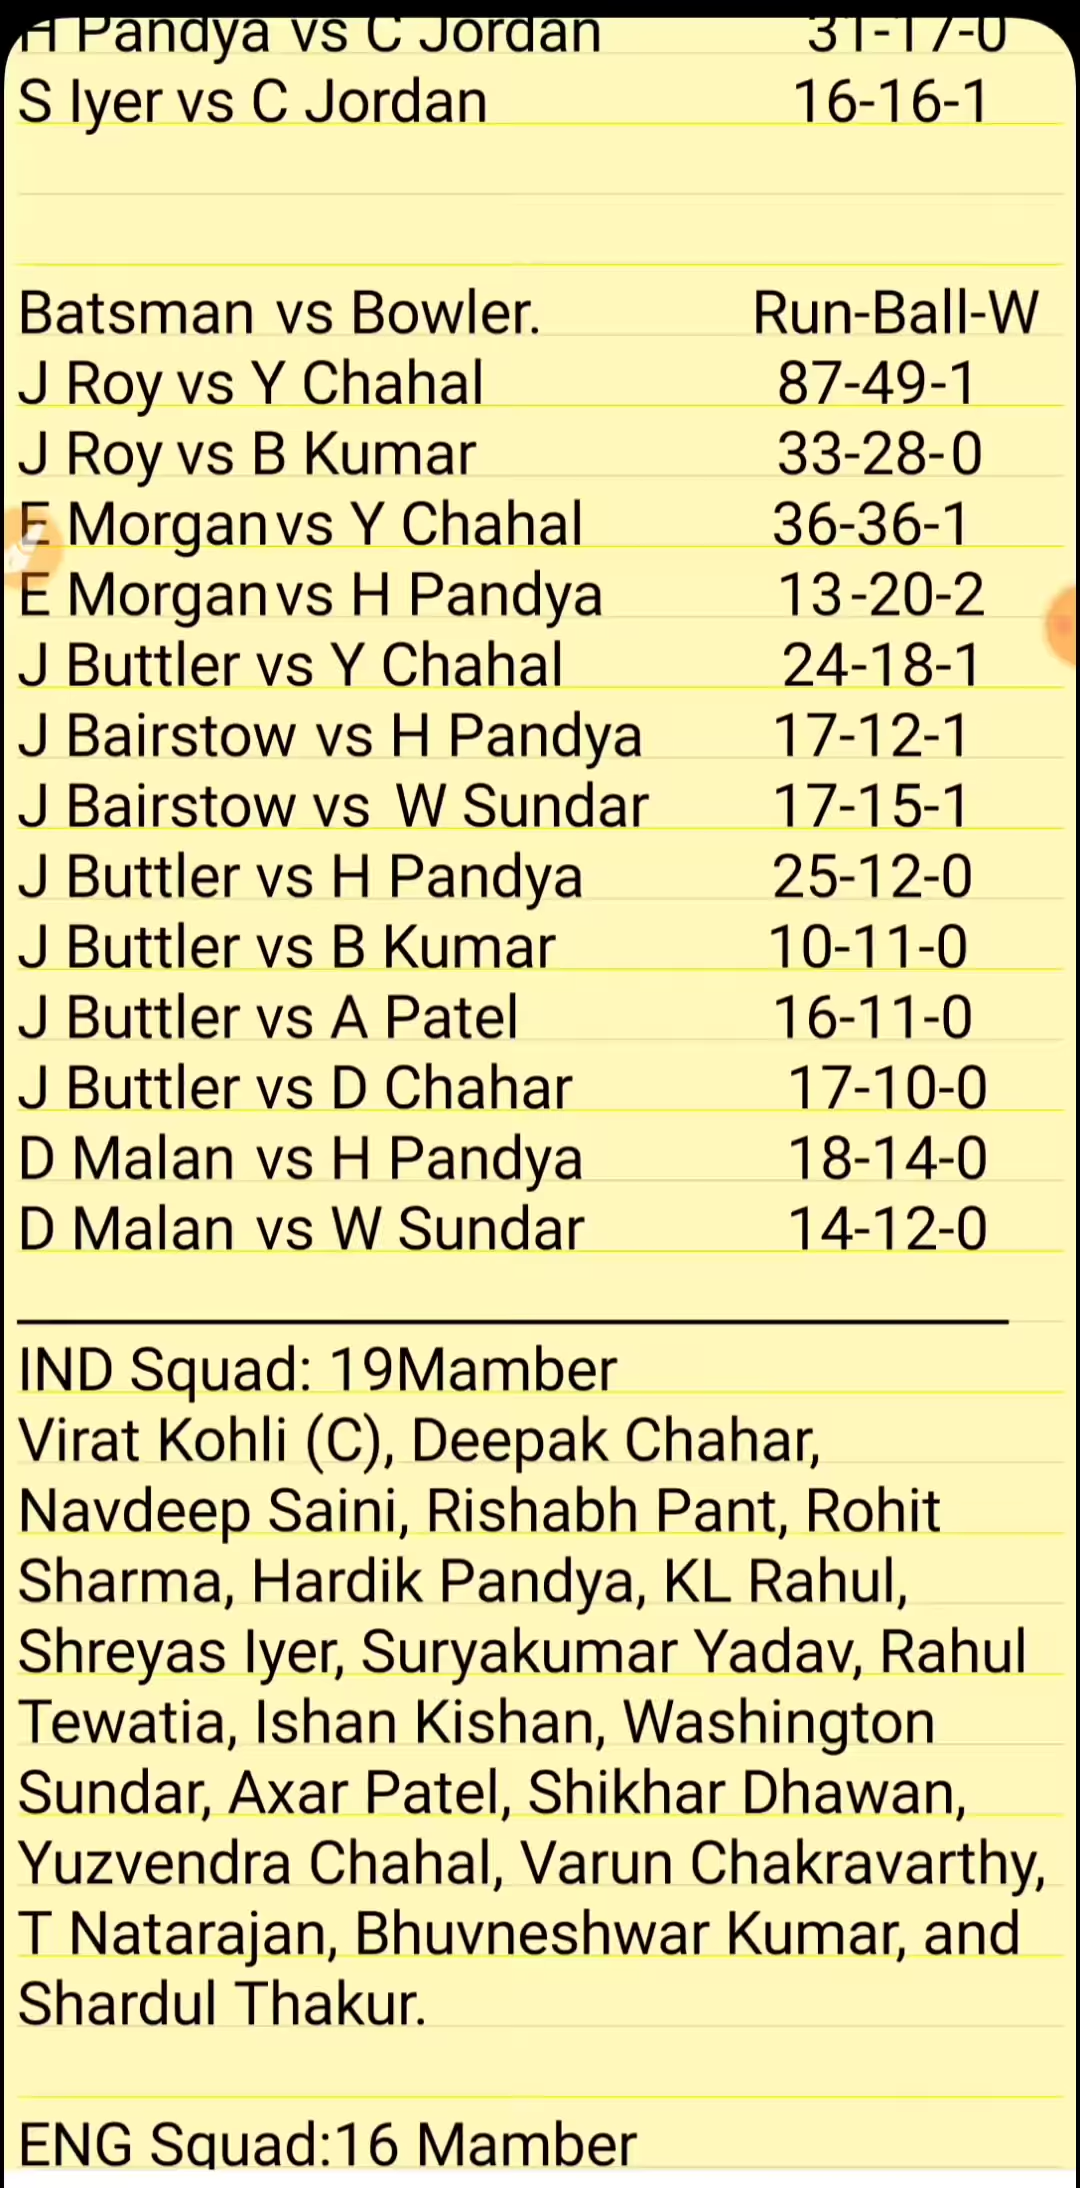 H Pandya vs C Jordan 31-17-0
S Iyer vs C Jordan 16-16-1
Batsman vs Bowler. Run-Ball-W
J Roy vs Y Chahal 87-49-1
J Roy vs B Kumar 33-28-0
E Morgan vs Y Chahal 36-36-1
E Morgan vs H Pandya 13-20-2
J Buttler vs Y Chahal 24-18-1
J Bairstow vs H Pandya 17-12-1
J Bairstow vs W Sundar 17-15-1
J Buttler vs H Pandya 25-12-0
J Buttler vs B Kumar 10-11-0
J Buttler vs A Patel 16-11-0
J Buttler vs D Chahar 17-10-0
D Malan vs H Pandya 18-14-0
D Malan vs W Sundar 14-12-0
IND Squad: 19Mamber
Virat Kohli (C), Deepak Chahar,
Navdeep Saini, Rishabh Pant, Rohit
Sharma, Hardik Pandya, KL Rahul,
Shreyas Iyer, Suryakumar Yadav, Rahul
Tewatia, Ishan Kishan, Washington
Sundar, Axar Patel, Shikhar Dhawan,
Yuzvendra Chahal, Varun Chakravarthy,
T Natarajan, Bhuvneshwar Kumar, and
Shardul Thakur.
ENG Squad:16 Mamber